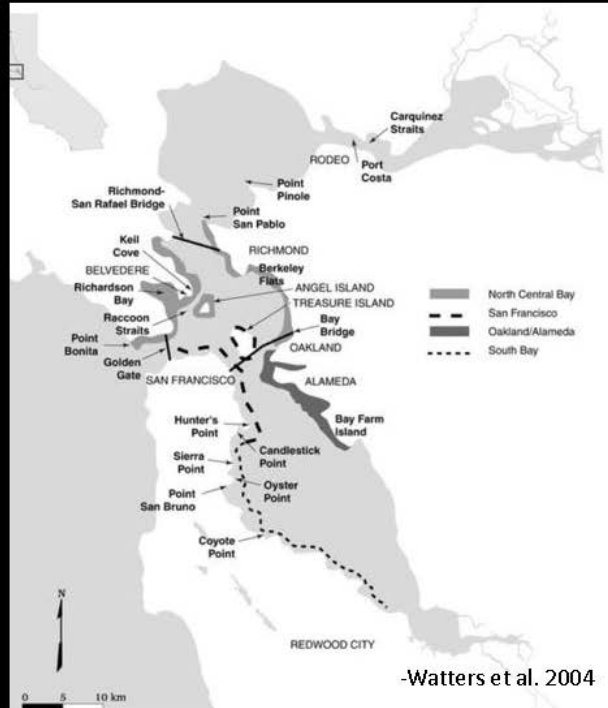 Carquinez
Straits
RODEO
Port
Costa
Point
Pinole
Richmond-
San Rafael Bridge
Point
San Pablo
Keil
Cove
RICHMOND
BELVEDERE
Berkeley
Flats
Richardson
Bay
ANGEL ISLAND
TREASURE ISLAND
Raccoon
Straits
Bay
Bridge
Point
Bonita
Golden
Gate
OAKLAND
SAN FRANCISCO
ALAMEDA
North Central Bay
San Francisco
Oakland/Alameda
South Bay
Hunter's
Point
Bay Farm
Island
Sierra
Point
Candlestick
Point
Point
San Bruno
Oyster
Point
Coyote
Point
N
REDWOOD CITY
-Watters et al. 2004
0 5 10 km